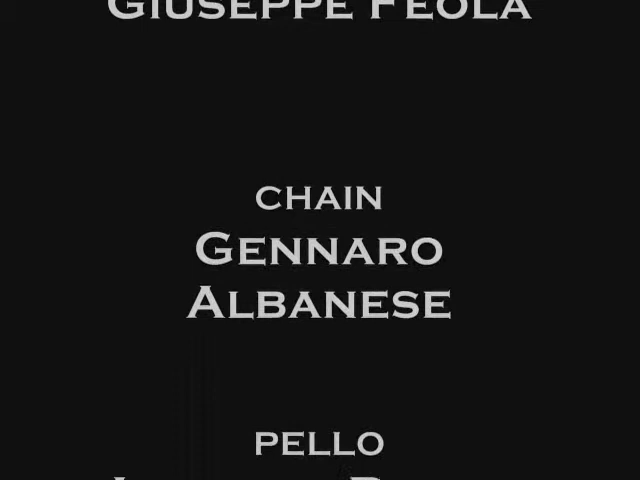 GIUSEPPE FEOLA
CHAIN
GENNARO
ALBANESE
PELLO